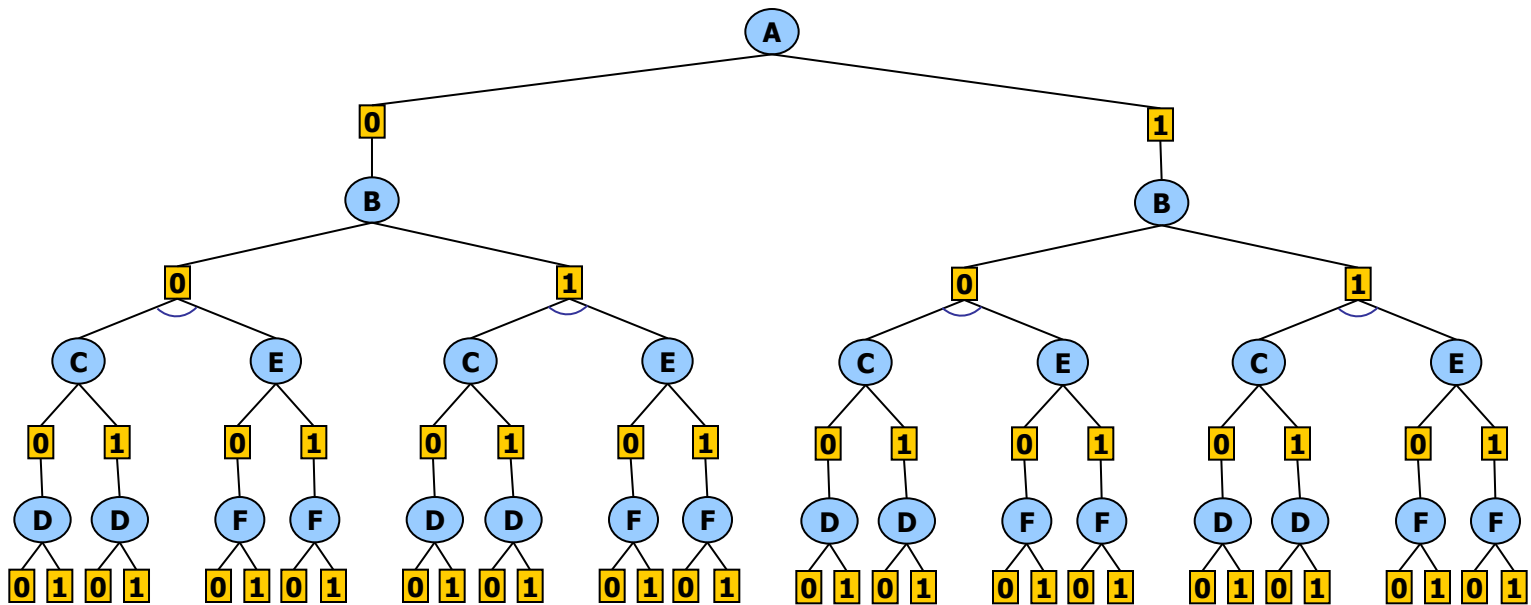 A
0 1
B B
0 1 0 1
C E C E C E C E
0 1 0 1 0 1 0 1 0 1 0 1 0 1 0 1
D D F F D D F F D D F F D D F F
0 1 0 1 0 1 0 1 0 1 0 1 0 1 0 1 0 1 0 1 0 1 0 1 0 1 0 1 0 1 0 1